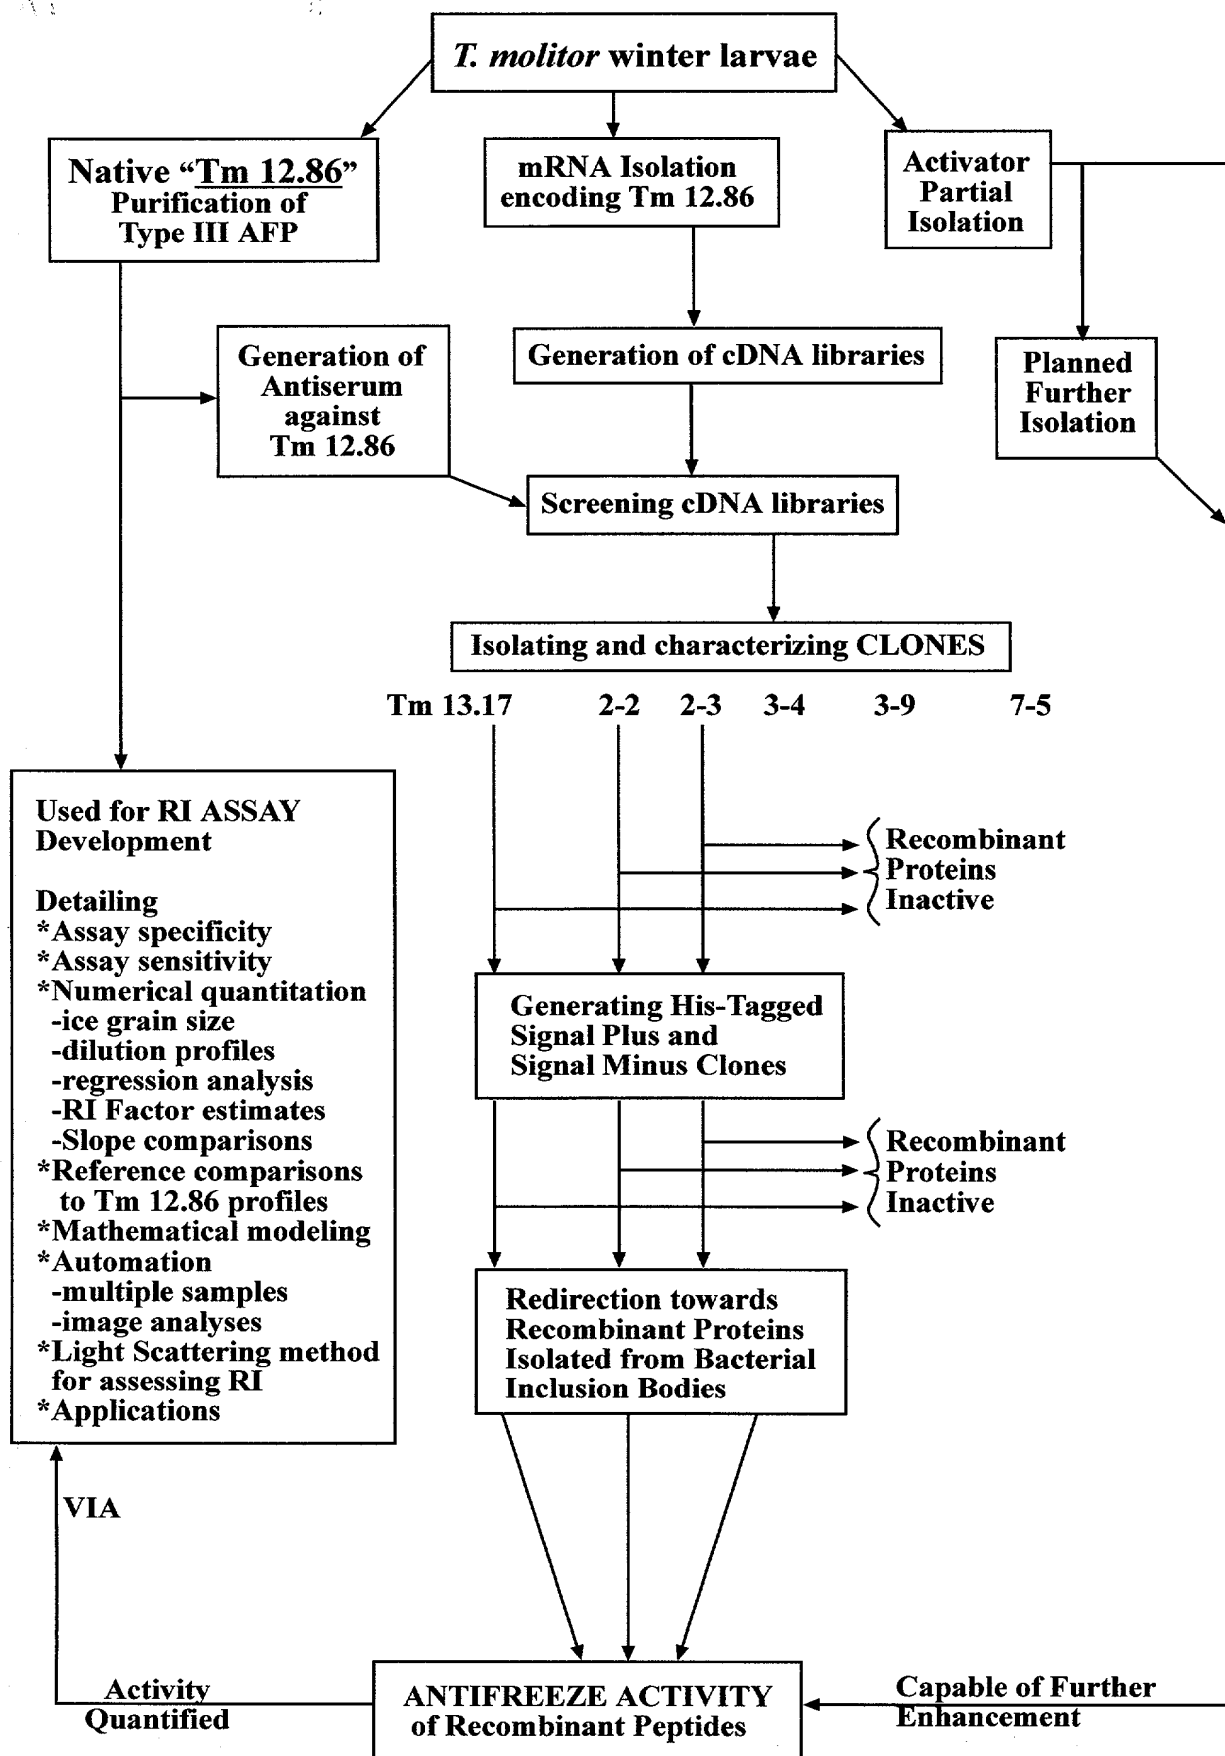 T. molitor winter larvae
Native “Tm 12.86”
Purification of
Type III AFP
mRNA Isolation
encoding Tm 12.86
Activator
Partial
Isolation
Generation of
Antiserum
against
Tm 12.86
Generation of cDNA libraries
Planned
Further
Isolation
Screening cDNA libraries
Isolating and characterizing CLONES
Tm 13.17 2-2 2-3 3-4 3-9 7-5
Used for RI ASSAY
Development
Detailing
*Assay specificity
*Assay sensitivity
*Numerical quantitation
-ice grain size
-dilution profiles
-regression analysis
-RI Factor estimates
-Slope comparisons
*Reference comparisons
to Tm 12.86 profiles
*Mathematical modeling
*Automation
-multiple samples
-image analyses
*Light Scattering method
for assessing RI
*Applications
Recombinant
Proteins
Inactive
Generating His-Tagged
Signal Plus and
Signal Minus Clones
Recombinant
Proteins
Inactive
Redirection towards
Recombinant Proteins
Isolated from Bacterial
Inclusion Bodies
VIA
Activity
Quantified
ANTIFREEZE ACTIVITY
of Recombinant Peptides
Capable of Further
Enhancement